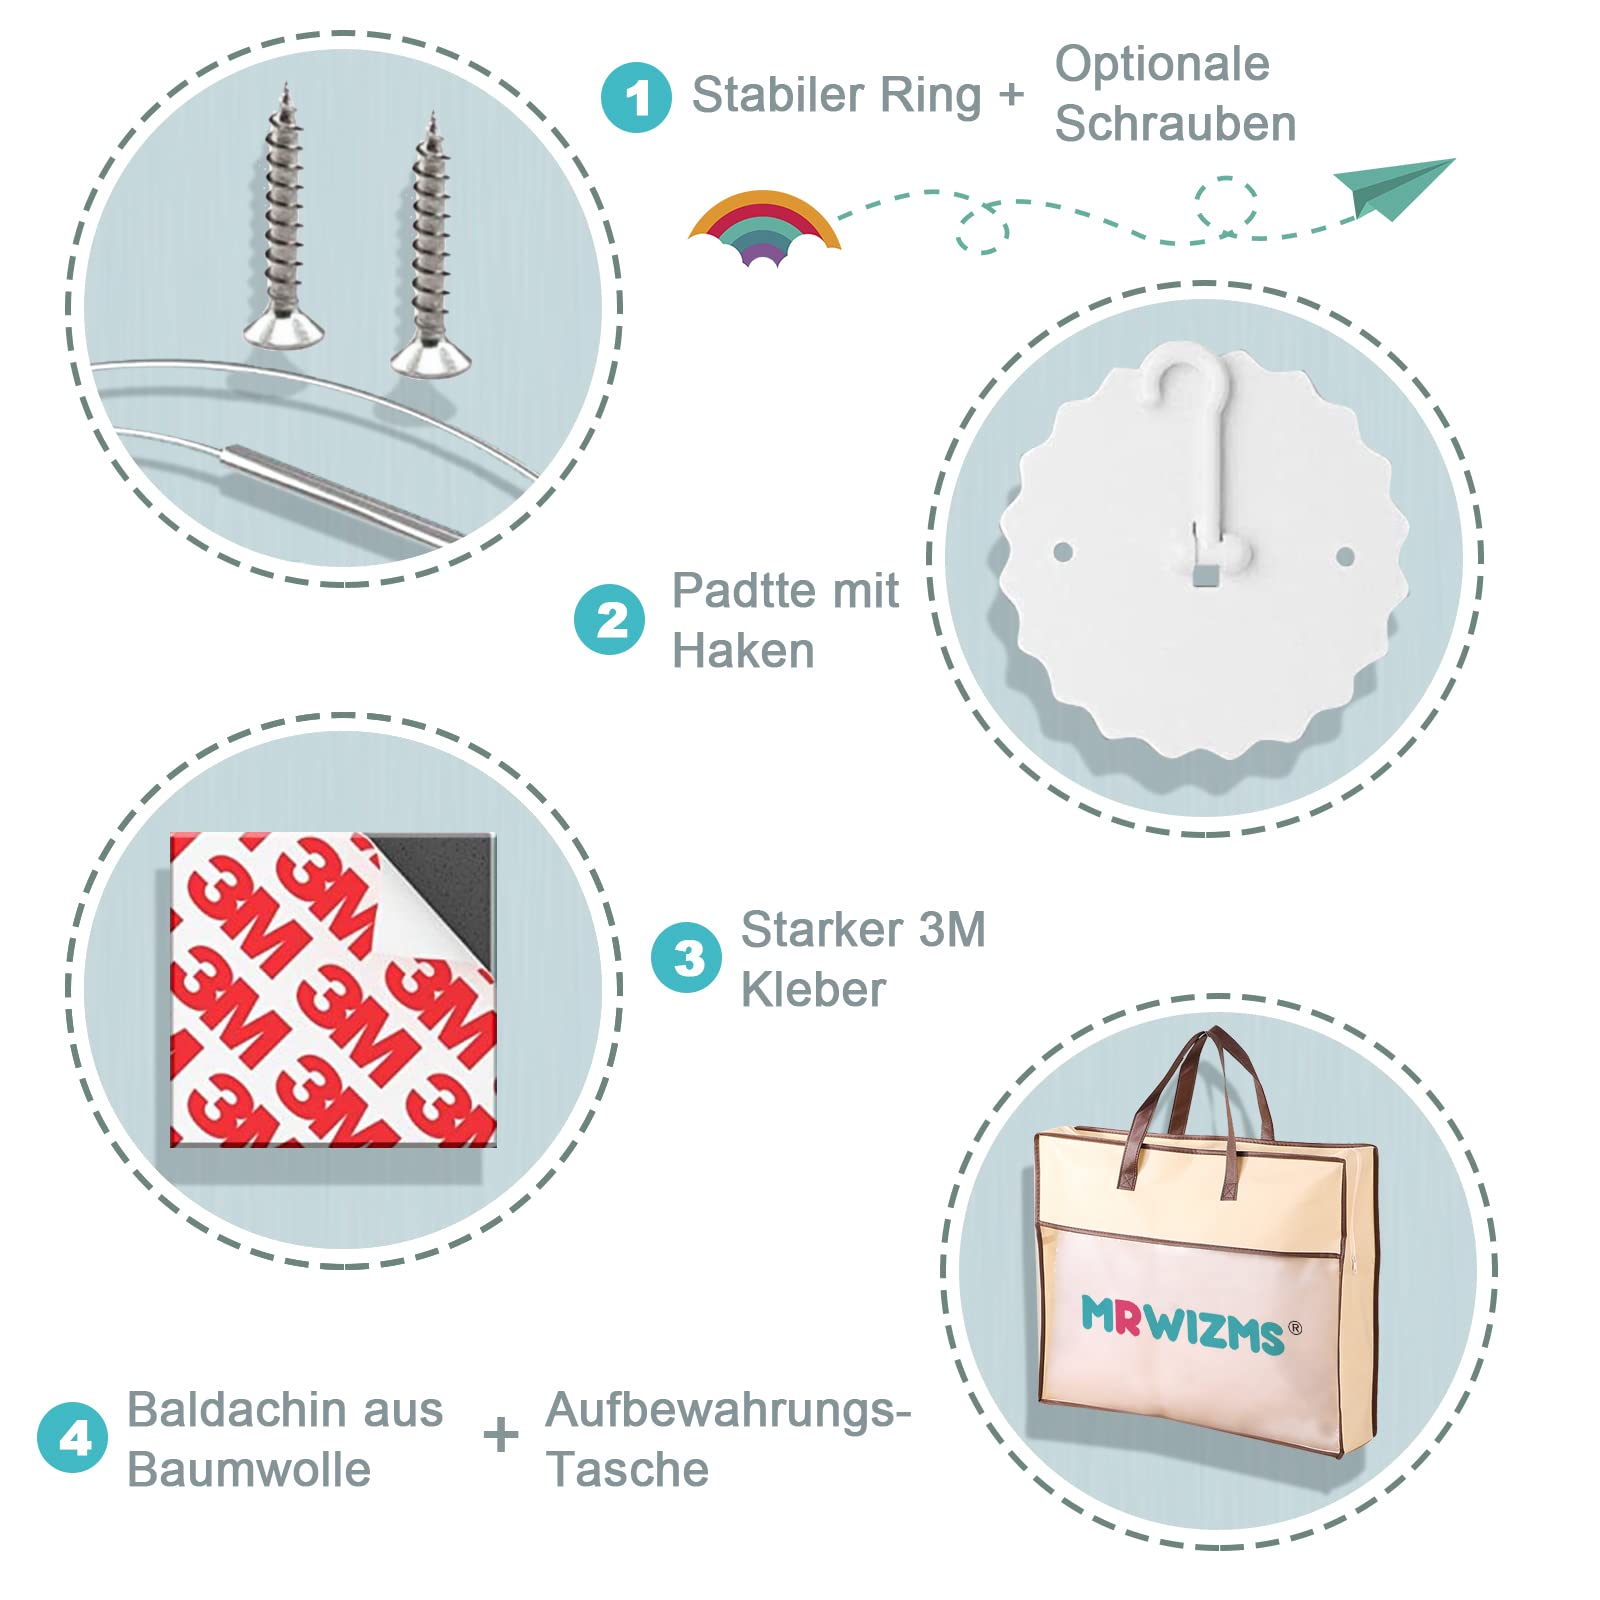 1 Stabiler Ring + Optionale
Schrauben
2 Padtte mit
Haken
3M 3M
3M 3M 3M
3M 3M 3M
3 Starker 3M
Kleber
MRWIZMS®
4 Baldachin aus
Baumwolle
+ Aufbewahrungs-
Tasche